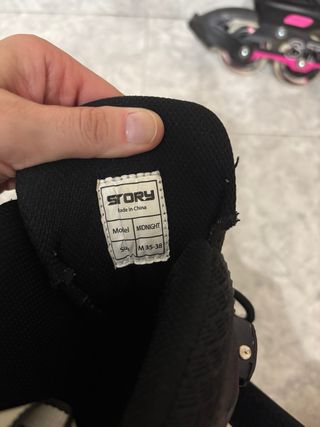 STORY
Made in China
Model MIDNIGHT
Size M 35-38